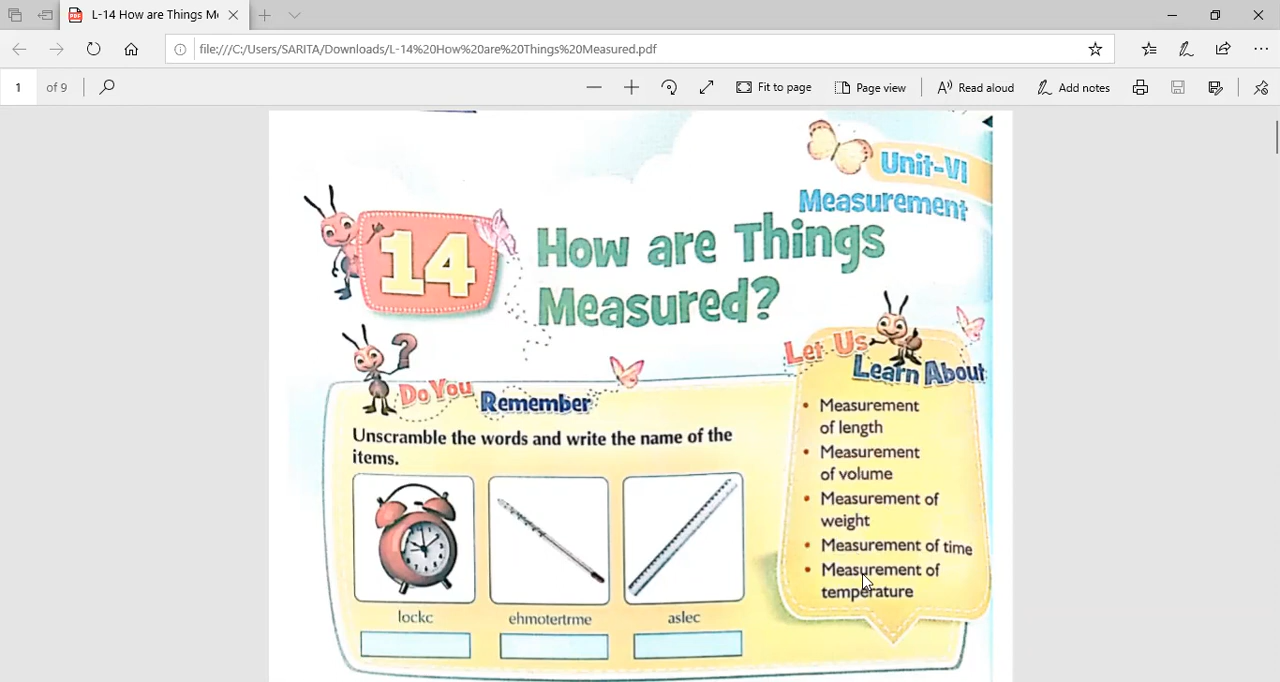 L-14 How are Things M
file:///C:/Users/SARITA/Downloads/L-14%20How%20are%20Things%20Measured.pdf
1 of 9
Fit to page
Page view
Read aloud
Add notes
Unit-VI
Measurement
14
How are Things
Measured?
?
Do You Remember
Unscramble the words and write the name of the
items.
lockc
ehmotertrme
aslec
Let Us
Learn About
• Measurement
of length
• Measurement
of volume
• Measurement of
weight
• Measurement of time
• Measurement of
temperature